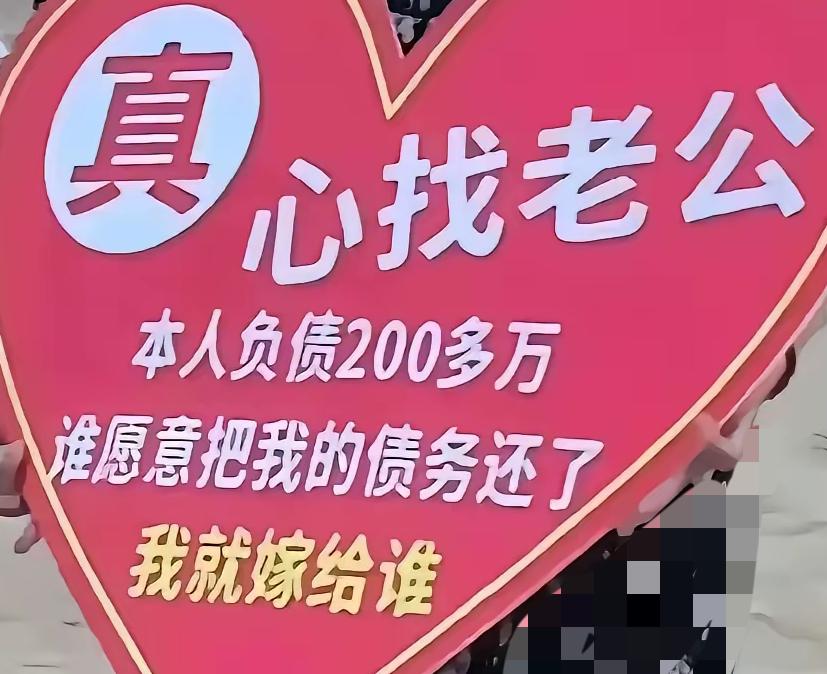 真心找老公
本人负债200多万
谁愿意把我的债务还了
我就嫁给谁